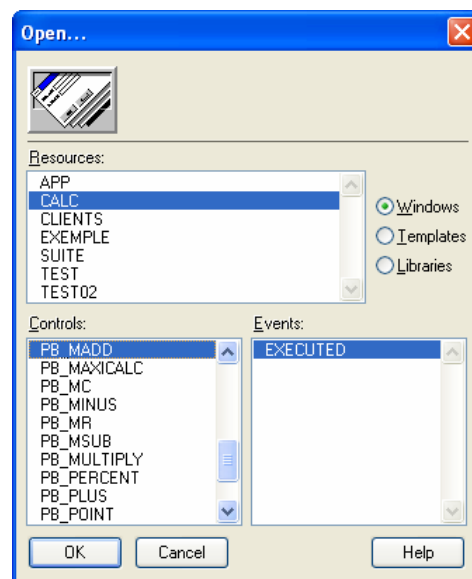 Open...
Resources:
APP
CALC
CLIENTS
EXEMPLE
SUITE
TEST
TEST02
Windows
Templates
Libraries
Controls:
PB_MADD
PB_MAXICALC
PB_MC
PB_MINUS
PB_MR
PB_MSUB
PB_MULTIPLY
PB_PERCENT
PB_PLUS
PB_POINT
Events:
EXECUTED
OK
Cancel
Help